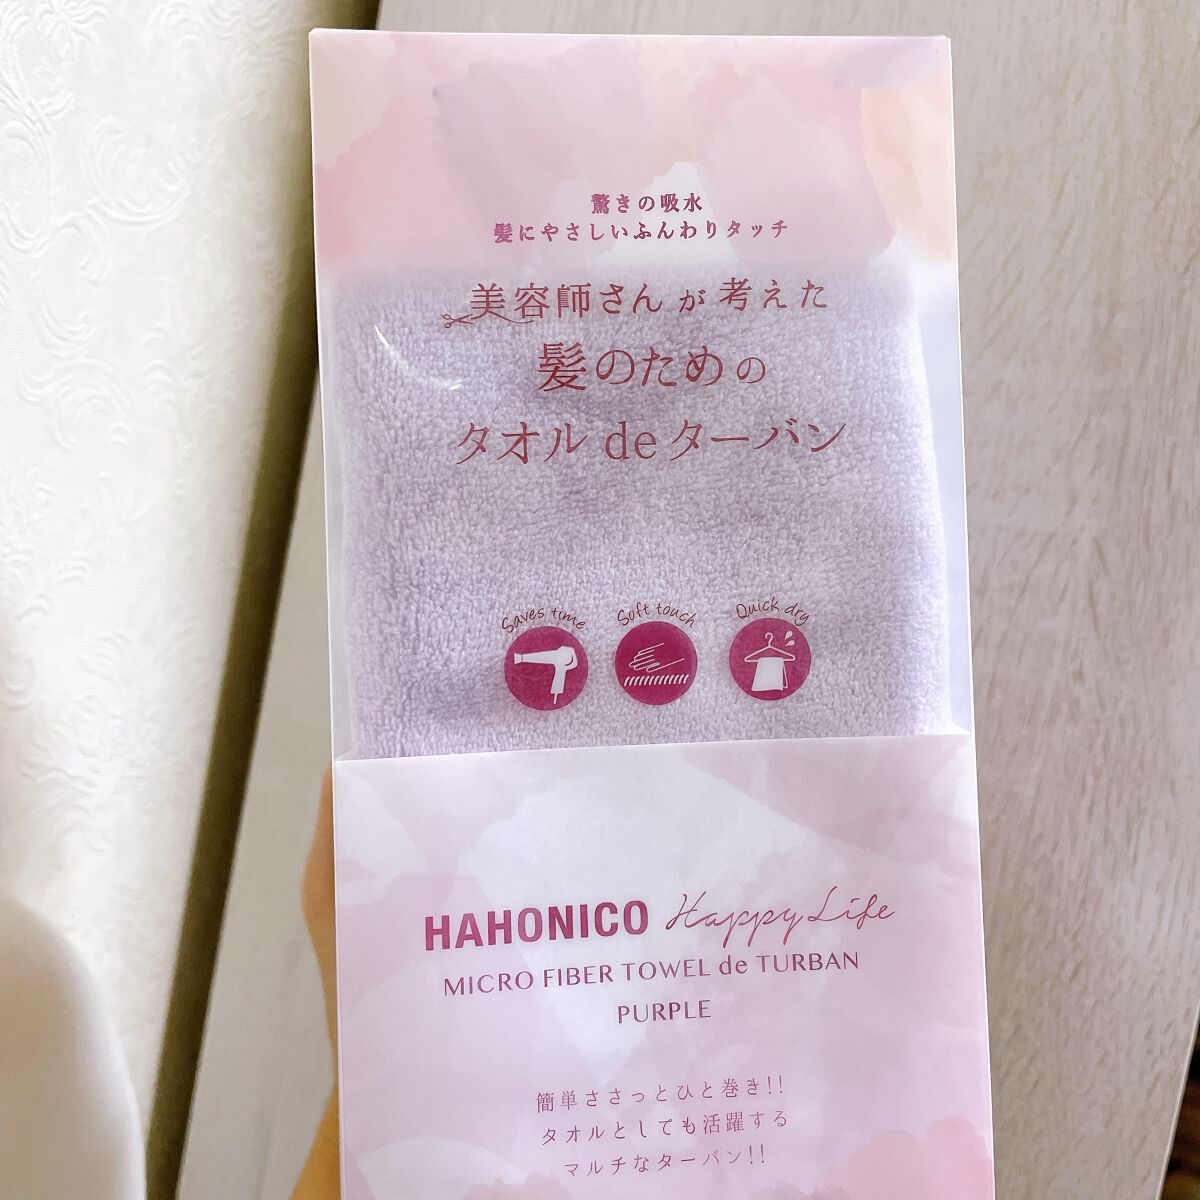 驚きの吸水
髪にやさしいふんわりタッチ
美容師さんが考えた
髪のための
タオル de ターバン
Saves time
Soft touch
Quick dry
HAHONICO Happy Life
MICRO FIBER TOWEL de TURBAN
PURPLE
簡単ささっとひと巻き!!
タオルとしても活躍する
マルチなターバン!!